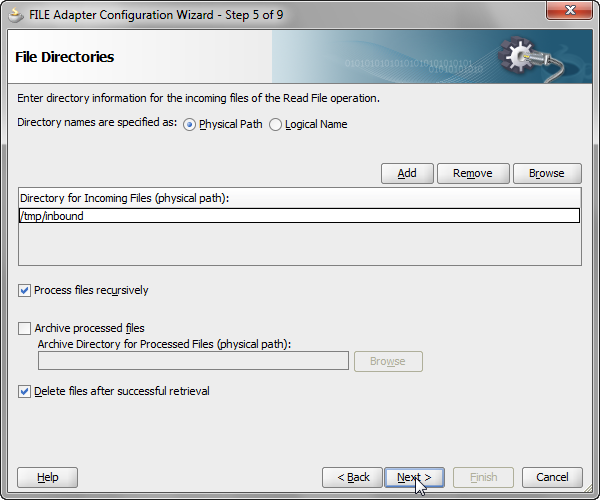 FILE Adapter Configuration Wizard - Step 5 of 9
File Directories
010101010101010101010101010101
01010101010
Enter directory information for the incoming files of the Read File operation.
Directory names are specified as: Physical Path Logical Name
Add Remove Browse
Directory for Incoming Files (physical path):
/tmp/inbound
Process files recursively
Archive processed files
Archive Directory for Processed Files (physical path):
Browse
Delete files after successful retrieval
Help < Back Next > Finish Cancel